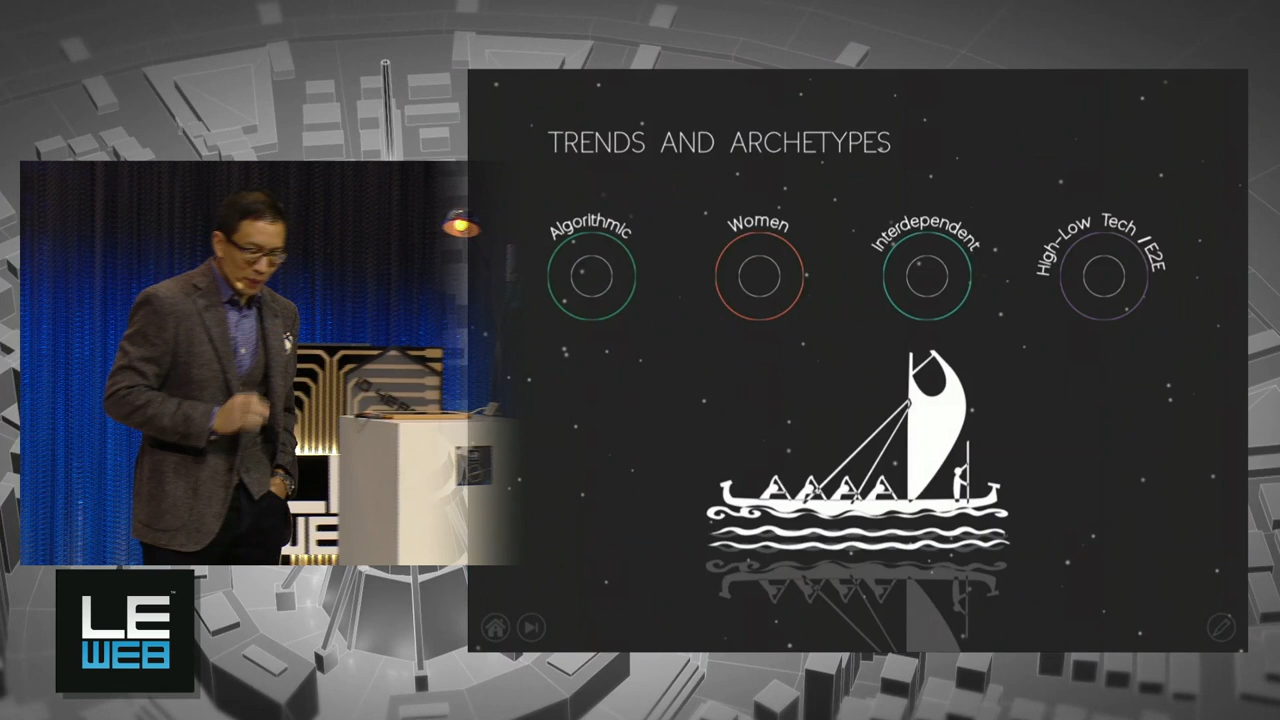 TRENDS AND ARCHETYPES
Algorithmic
Women
Interdependent
High-Low Tech /E2E
LE
WEB